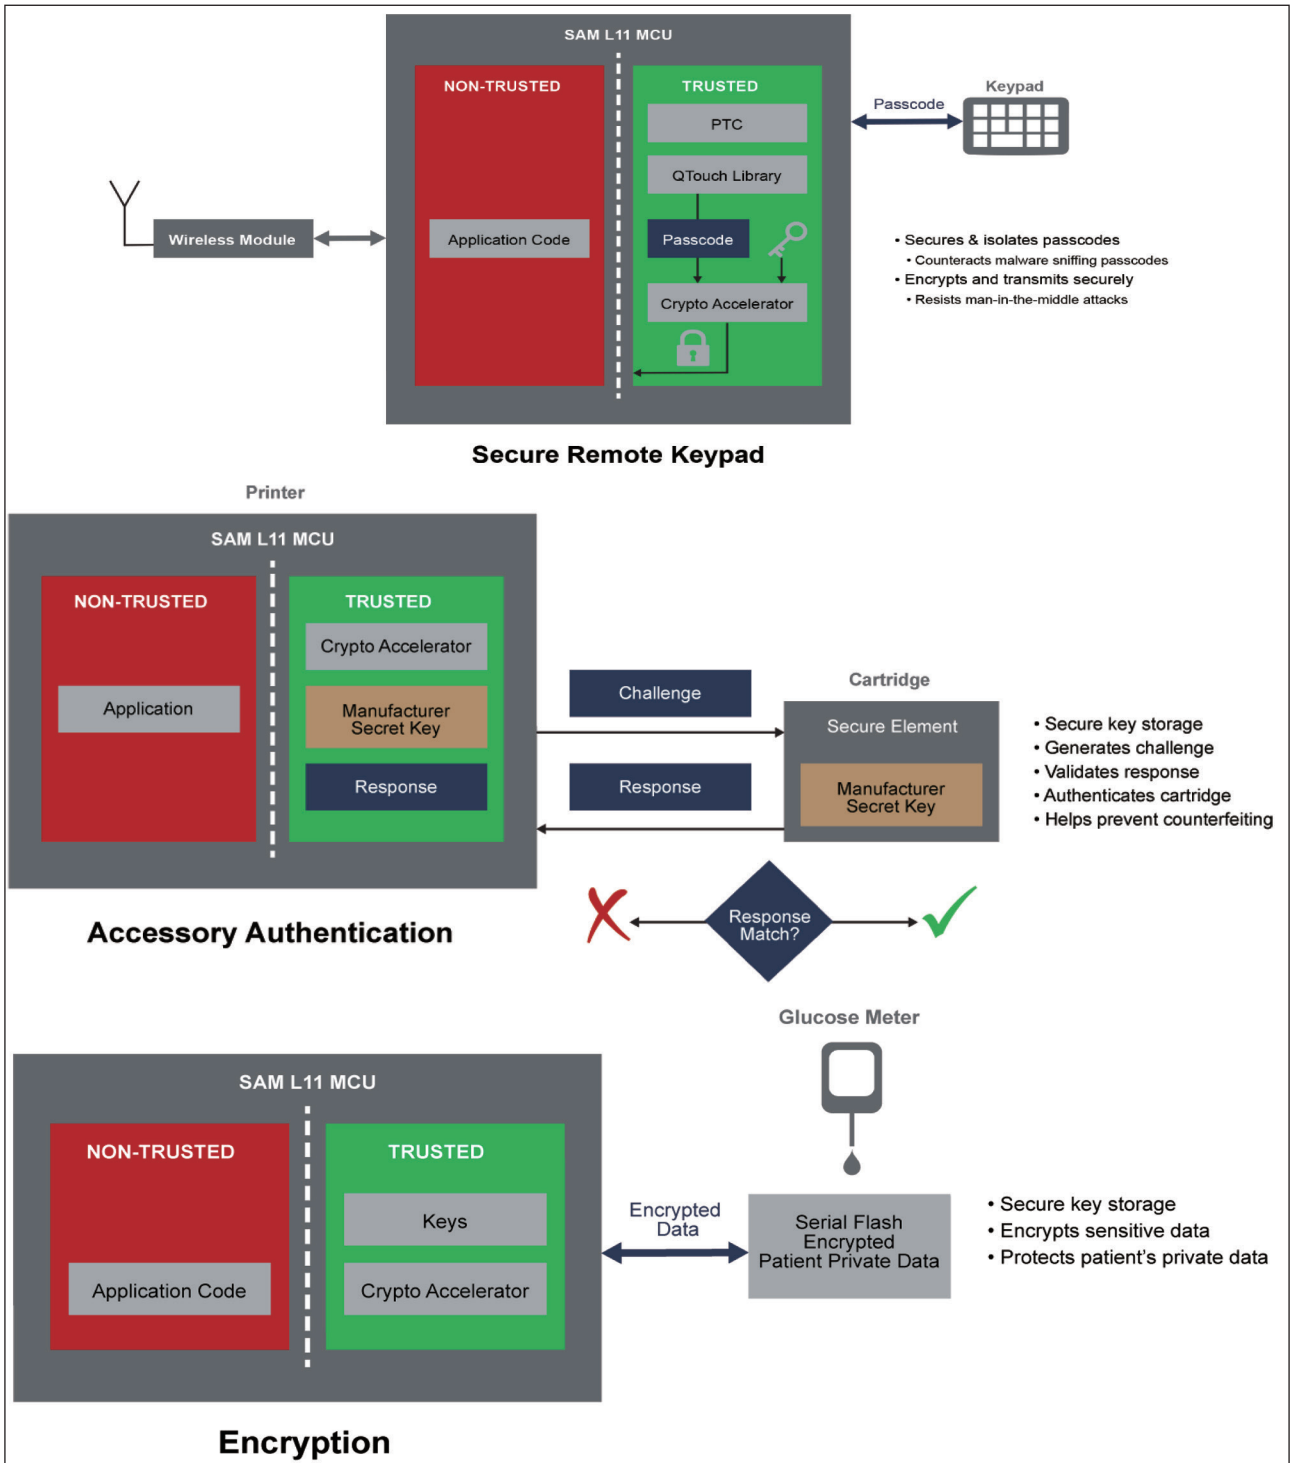 SAM L11 MCU
NON-TRUSTED
Application Code
TRUSTED
PTC
QTouch Library
Passcode
Crypto Accelerator
Wireless Module
Passcode
Keypad
• Secures & isolates passcodes
• Counteracts malware sniffing passcodes
• Encrypts and transmits securely
• Resists man-in-the-middle attacks
Secure Remote Keypad
Printer
SAM L11 MCU
NON-TRUSTED
Application
TRUSTED
Crypto Accelerator
Manufacturer
Secret Key
Response
Challenge
Response
Cartridge
Secure Element
Manufacturer
Secret Key
• Secure key storage
• Generates challenge
• Validates response
• Authenticates cartridge
• Helps prevent counterfeiting
Response
Match?
Accessory Authentication
Glucose Meter
SAM L11 MCU
NON-TRUSTED
Application Code
TRUSTED
Keys
Crypto Accelerator
Encrypted
Data
Serial Flash
Encrypted
Patient Private Data
• Secure key storage
• Encrypts sensitive data
• Protects patient’s private data
Encryption